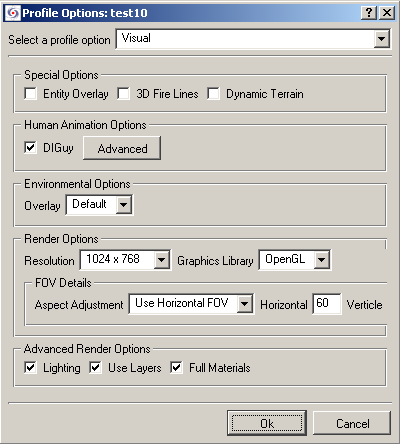 Profile Options: test10
Select a profile option Visual
Special Options
Entity Overlay 3D Fire Lines Dynamic Terrain
Human Animation Options
DIGuy Advanced
Environmental Options
Overlay Default
Render Options
Resolution 1024 x 768 Graphics Library OpenGL
FOV Details
Aspect Adjustment Use Horizontal FOV Horizontal 60 Verticle
Advanced Render Options
Lighting Use Layers Full Materials
Ok Cancel